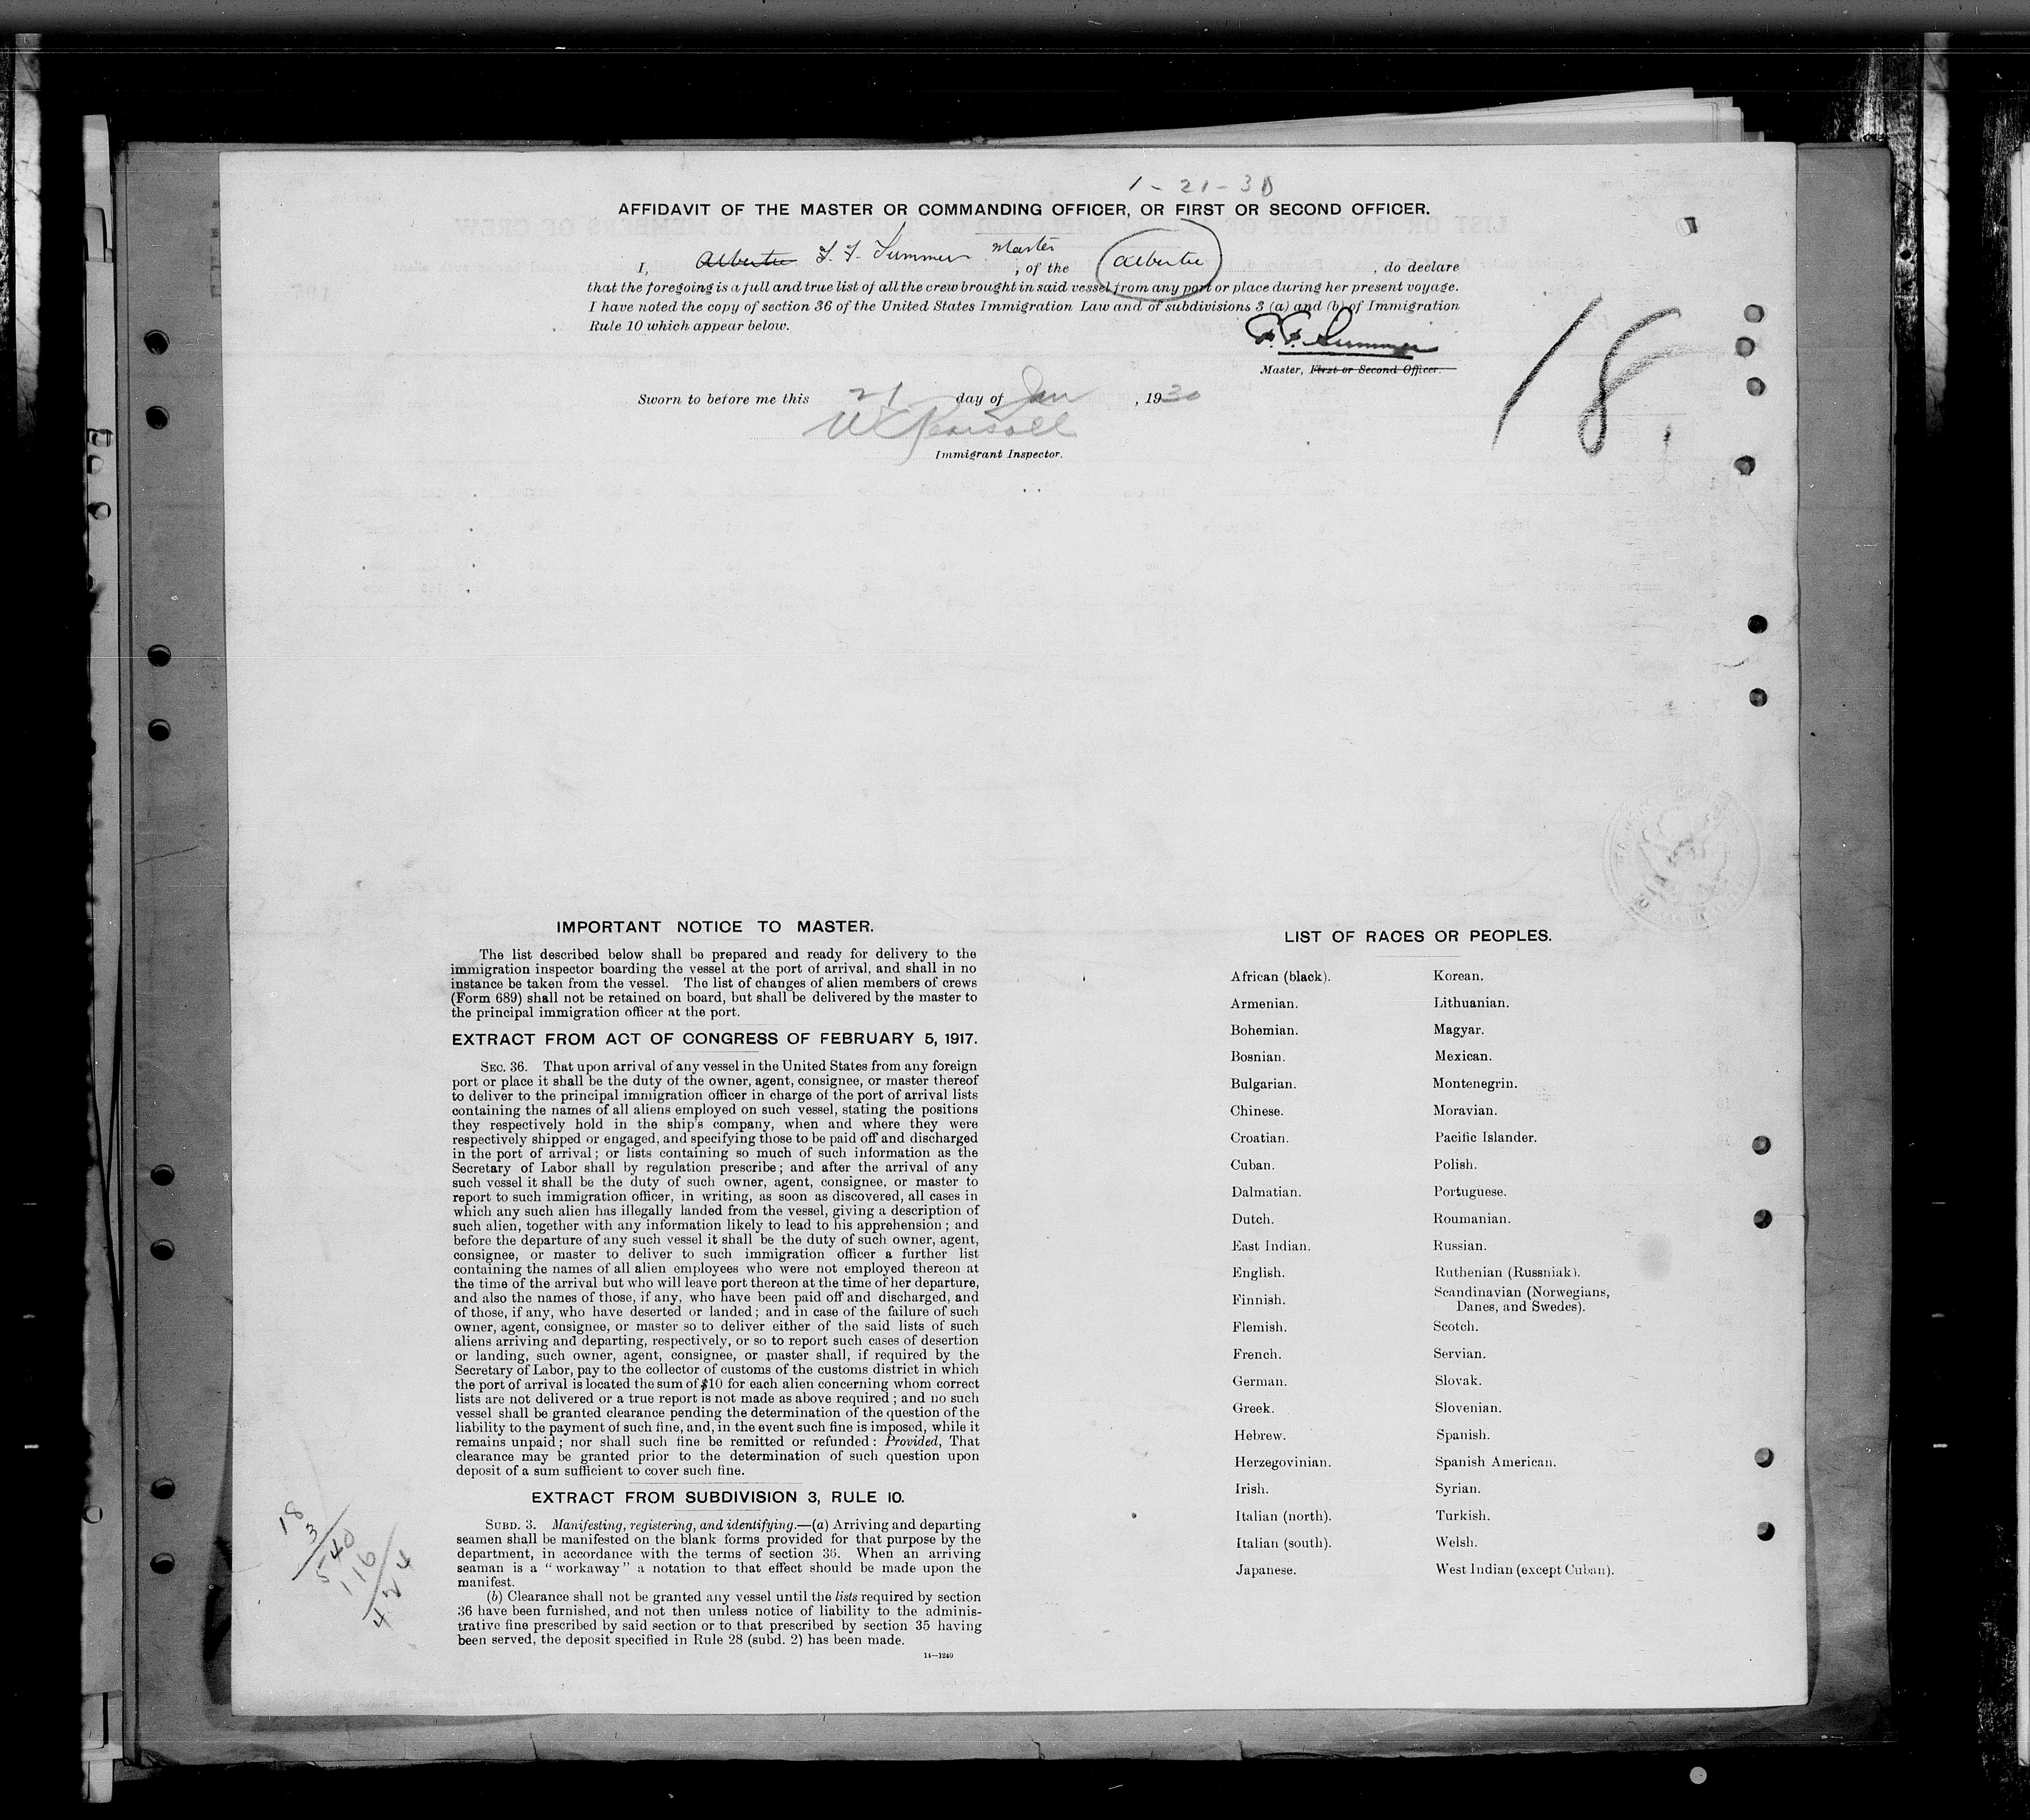 1-21-30
AFFIDAVIT OF THE MASTER OR COMMANDING OFFICER, OR FIRST OR SECOND OFFICER.
I, Albertie F. F. Summer Master, of the Albertie, do declare
that the foregoing is a full and true list of all the crew brought in said vessel from any port or place during her present voyage.
I have noted the copy of section 36 of the United States Immigration Law and of subdivisions 3 (a) and (b) of Immigration
Rule 10 which appear below.
F. F. Summer
Master, First or Second Officer.
18
Sworn to before me this 21 day of Jan, 1930
Immigrant Inspector.
IMPORTANT NOTICE TO MASTER.
The list described below shall be prepared and ready for delivery to the
immigration inspector boarding the vessel at the port of arrival, and shall in no
instance be taken from the vessel. The list of changes of alien members of crews
(Form 689) shall not be retained on board, but shall be delivered by the master to
the principal immigration officer at the port.
EXTRACT FROM ACT OF CONGRESS OF FEBRUARY 5, 1917.
SEC. 36. That upon arrival of any vessel in the United States from any foreign
port or place it shall be the duty of the owner, agent, consignee, or master thereof
to deliver to the principal immigration officer in charge of the port of arrival lists
containing the names of all aliens employed on such vessel, stating the positions
they respectively hold in the ship's company, when and where they were
respectively shipped or engaged, and specifying those to be paid off and discharged
in the port of arrival; or lists containing so much of such information as the
Secretary of Labor shall by regulation prescribe; and after the arrival of any
such vessel it shall be the duty of such owner, agent, consignee, or master to
report to such immigration officer, in writing, as soon as discovered, all cases in
which any such alien has illegally landed from the vessel, giving a description of
such alien, together with any information likely to lead to his apprehension; and
before the departure of any such vessel it shall be the duty of such owner, agent,
consignee, or master to deliver to such immigration officer a further list
containing the names of all alien employees who were not employed thereon at
the time of the arrival but who will leave port thereon at the time of her departure,
and also the names of those, if any, who have been paid off and discharged, and
of those, if any, who have deserted or landed; and in case of the failure of such
owner, agent, consignee, or master so to deliver either of the said lists of such
aliens arriving and departing, respectively, or so to report such cases of desertion
or landing, such owner, agent, consignee, or master shall, if required by the
Secretary of Labor, pay to the collector of customs of the customs district in which
the port of arrival is located the sum of $10 for each alien concerning whom correct
lists are not delivered or a true report is not made as above required; and no such
vessel shall be granted clearance pending the determination of the question of the
liability to the payment of such fine, and, in the event such fine is imposed, while it
remains unpaid; nor shall such fine be remitted or refunded: Provided, That
clearance may be granted prior to the determination of such question upon
deposit of a sum sufficient to cover such fine.
EXTRACT FROM SUBDIVISION 3, RULE 10.
SUBD. 3. Manifesting, registering, and identifying.—(a) Arriving and departing
seamen shall be manifested on the blank forms provided for that purpose by the
department, in accordance with the terms of section 36. When an arriving
seaman is a "workaway" a notation to that effect should be made upon the
manifest.
(b) Clearance shall not be granted any vessel until the lists required by section
36 have been furnished, and not then unless notice of liability to the adminis-
trative fine prescribed by said section or to that prescribed by section 35 having
been served, the deposit specified in Rule 28 (subd. 2) has been made.
14—1240
18
3
540
116
424
LIST OF RACES OR PEOPLES.
African (black).
Armenian.
Bohemian.
Bosnian.
Bulgarian.
Chinese.
Croatian.
Cuban.
Dalmatian.
Dutch.
East Indian.
English.
Finnish.
Flemish.
French.
German.
Greek.
Hebrew.
Herzegovinian.
Irish.
Italian (north).
Italian (south).
Japanese.
Korean.
Lithuanian.
Magyar.
Mexican.
Montenegrin.
Moravian.
Pacific Islander.
Polish.
Portuguese.
Roumanian.
Russian.
Ruthenian (Russniak).
Scandinavian (Norwegians,
Danes, and Swedes).
Scotch.
Servian.
Slovak.
Slovenian.
Spanish.
Spanish American.
Syrian.
Turkish.
Welsh.
West Indian (except Cuban).